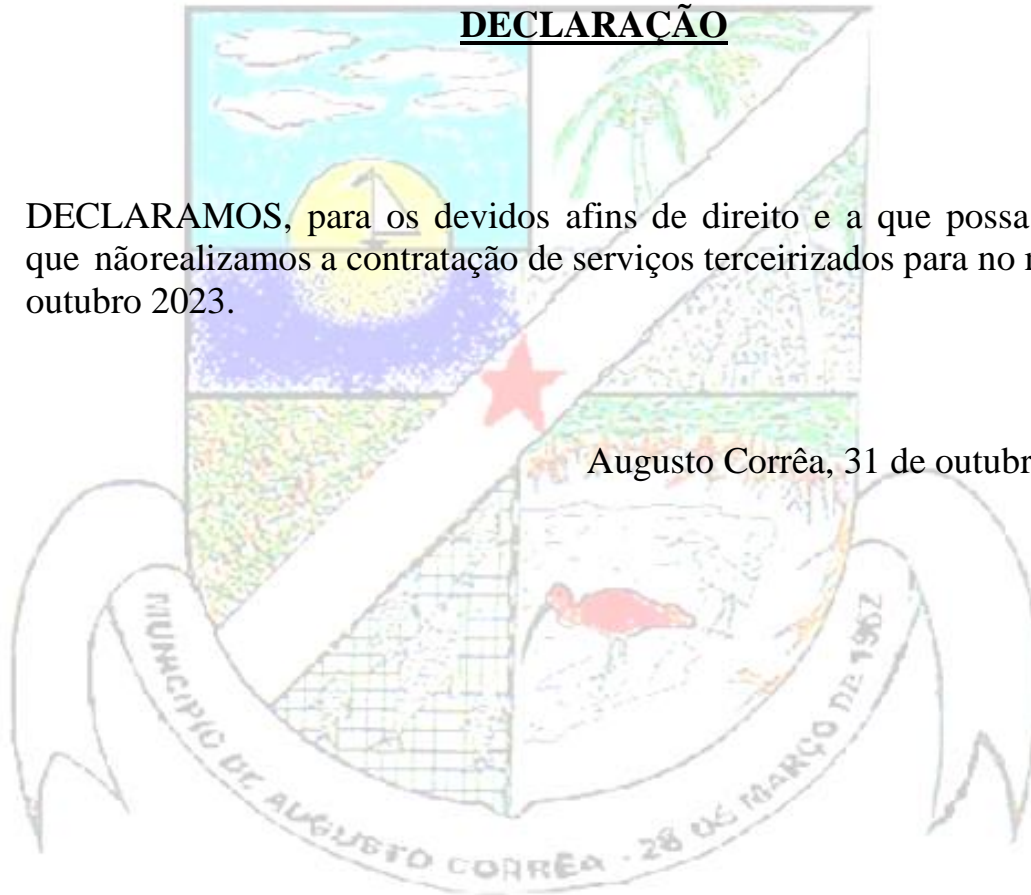 DECLARAÇÃO
DECLARAMOS, para os devidos afins de direito e a que possa
que nãorealizamos a contratação de serviços terceirizados para no
outubro 2023.
Augusto Corrêa, 31 de outubr
MUNICIPIO DE AUGUSTO CORRÊA - 28 DE MARÇO DE 1962